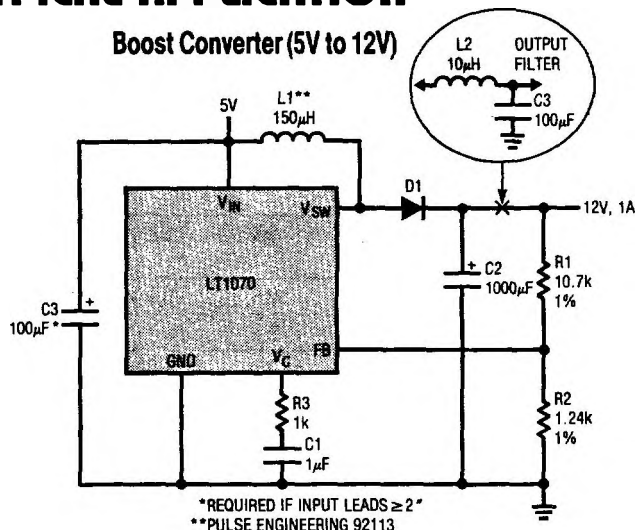 Boost Converter (5V to 12V)
L2
10μH
OUTPUT
FILTER
C3
100μF
5V
L1**
150μH
D1
12V, 1A
VIN
VSW
LT1070
C2
1000μF
R1
10.7k
1%
C3
100μF*
GND
VC
FB
R3
1k
C1
1μF
R2
1.24k
1%
*REQUIRED IF INPUT LEADS ≥ 2"
**PULSE ENGINEERING 92113